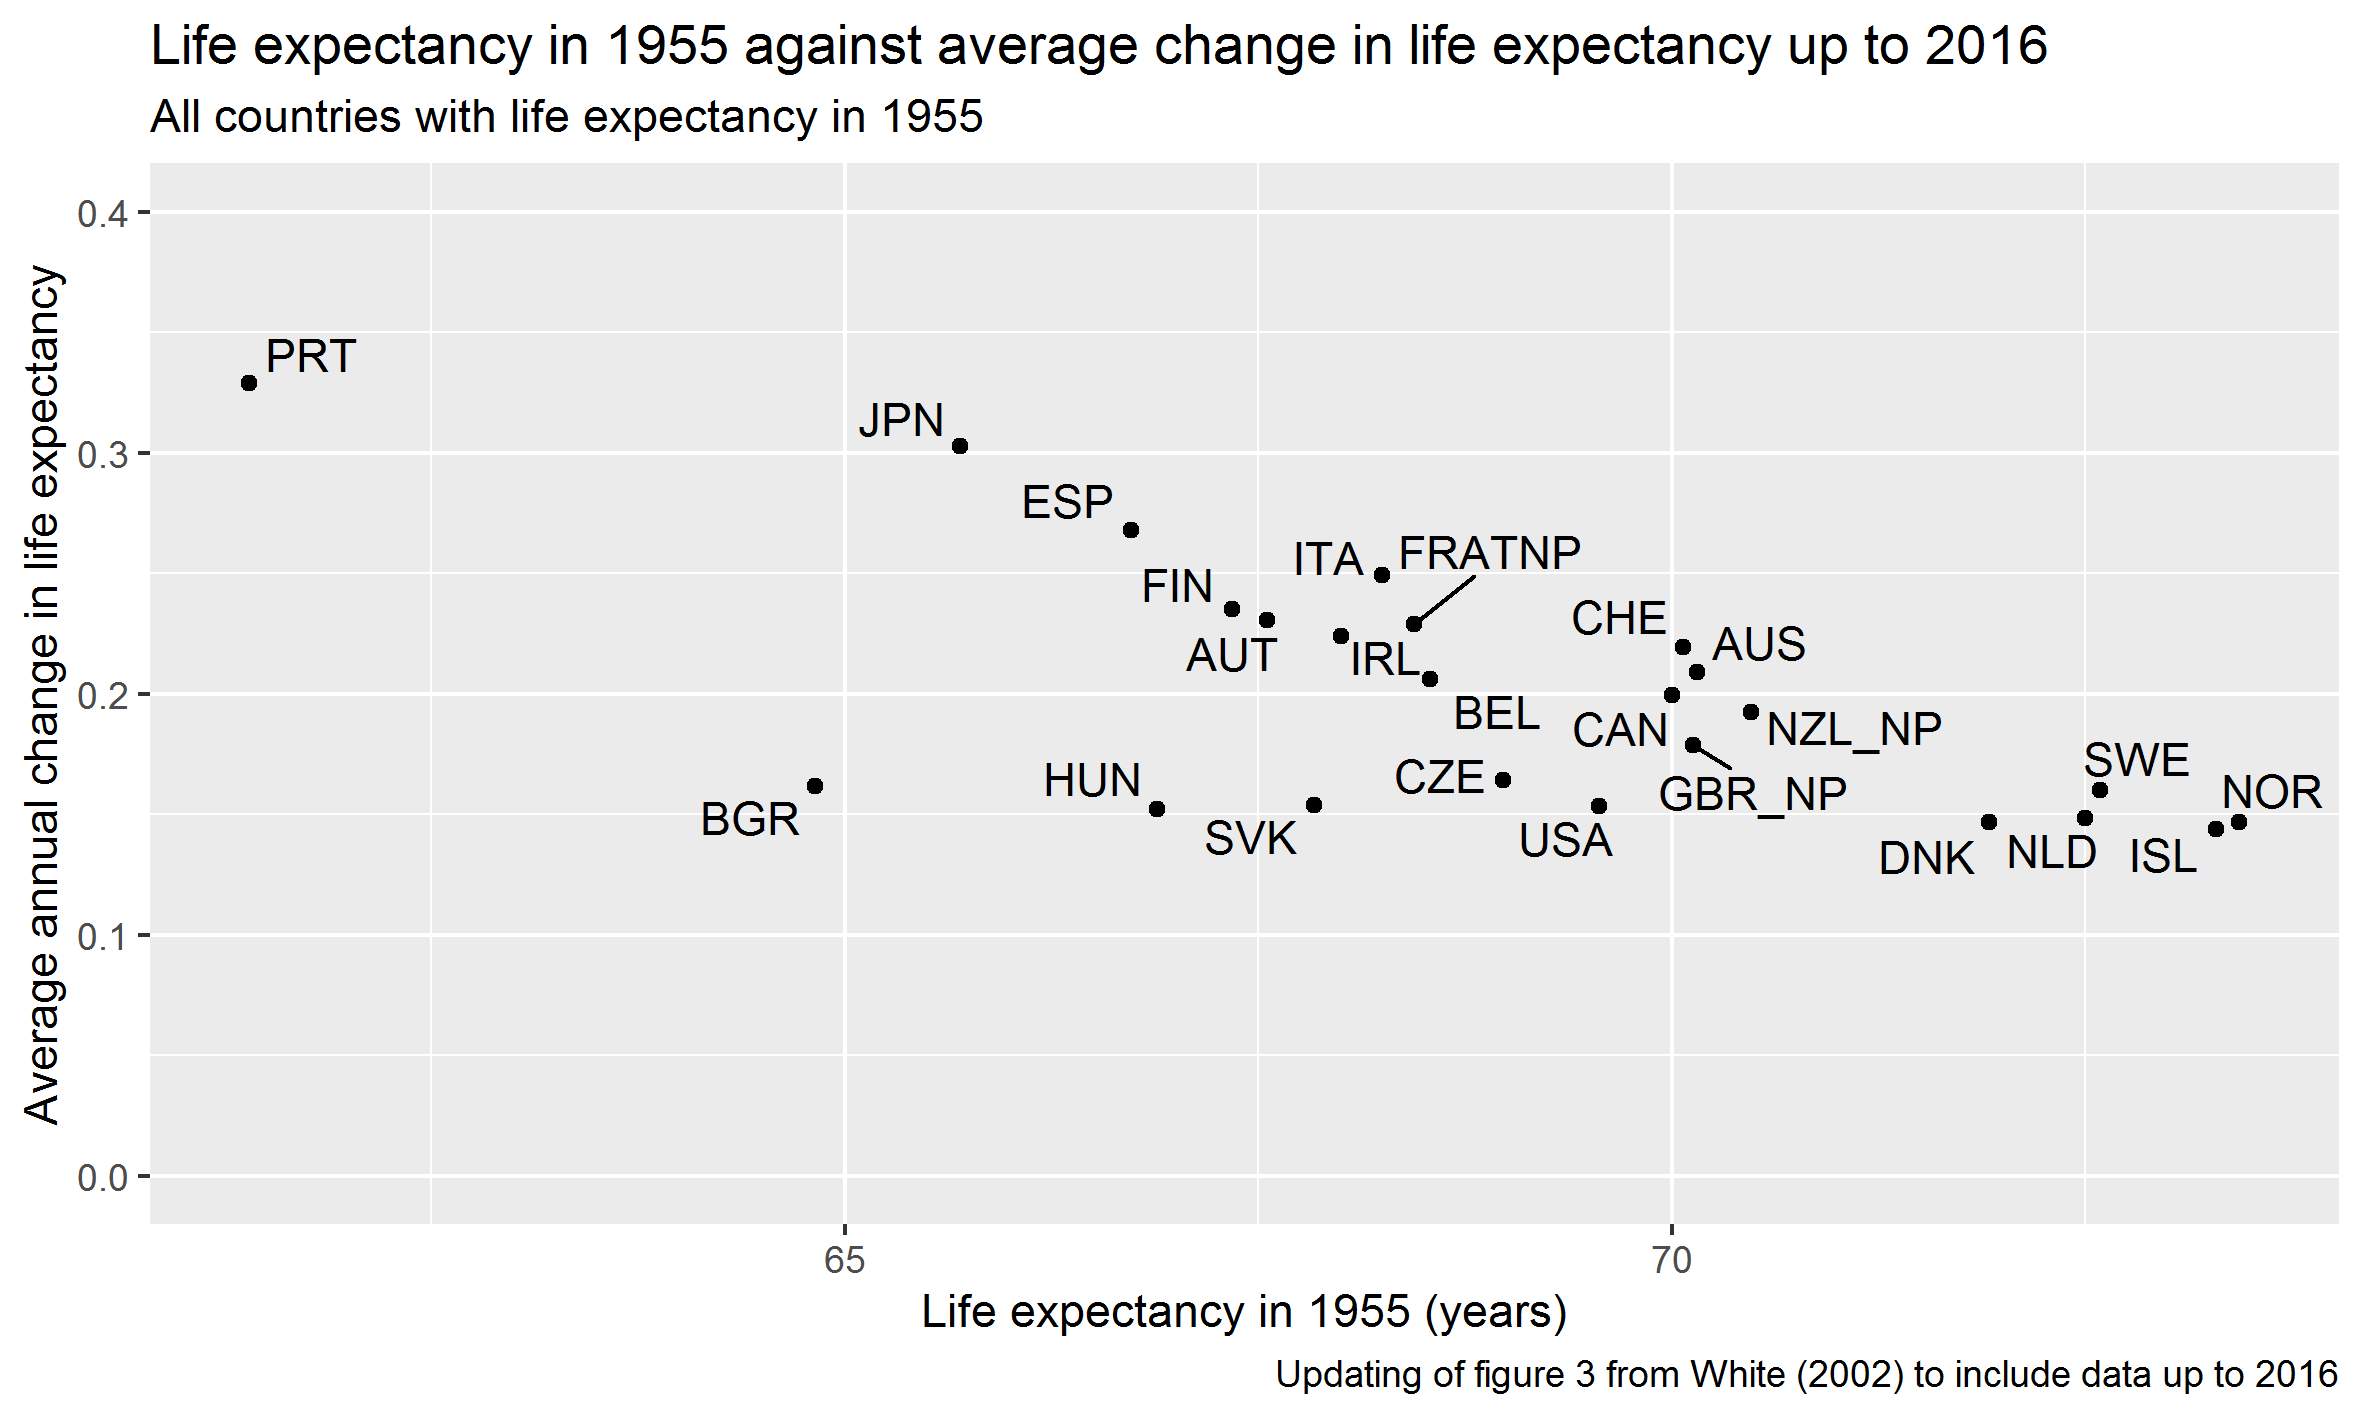 Life expectancy in 1955 against average change in life expectancy up to 2016
All countries with life expectancy in 1955
Average annual change in life expectancy
0.4
0.3
0.2
0.1
0.0
PRT
JPN
ESP
FIN
ITA
FRATNP
AUT
IRL
CHE
AUS
BEL
CAN
NZL_NP
BGR
HUN
SVK
CZE
USA
GBR_NP
SWE
NOR
DNK
NLD
ISL
65
70
Life expectancy in 1955 (years)
Updating of figure 3 from White (2002) to include data up to 2016